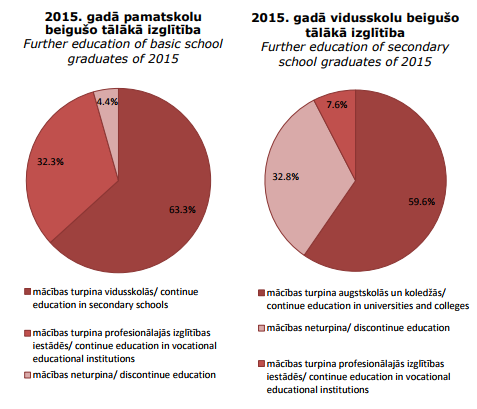 2015. gadā pamatskolu
beigušo tālākā izglītība
Further education of basic school
graduates of 2015
4.4%
32.3%
63.3%
mācības turpina vidusskolās/ continue
education in secondary schools
mācības turpina profesionālajās izglītības
iestādēs/ continue education in vocational
educational institutions
mācības neturpina/ discontinue education
2015. gadā vidusskolu beigušo
tālākā izglītība
Further education of secondary
school graduates of 2015
7.6%
32.8%
59.6%
mācības turpina augstskolās un koledžās/
continue education in universities and colleges
mācības neturpina/ discontinue education
mācības turpina profesionālajās izglītības
iestādēs/ continue education in vocational
educational institutions